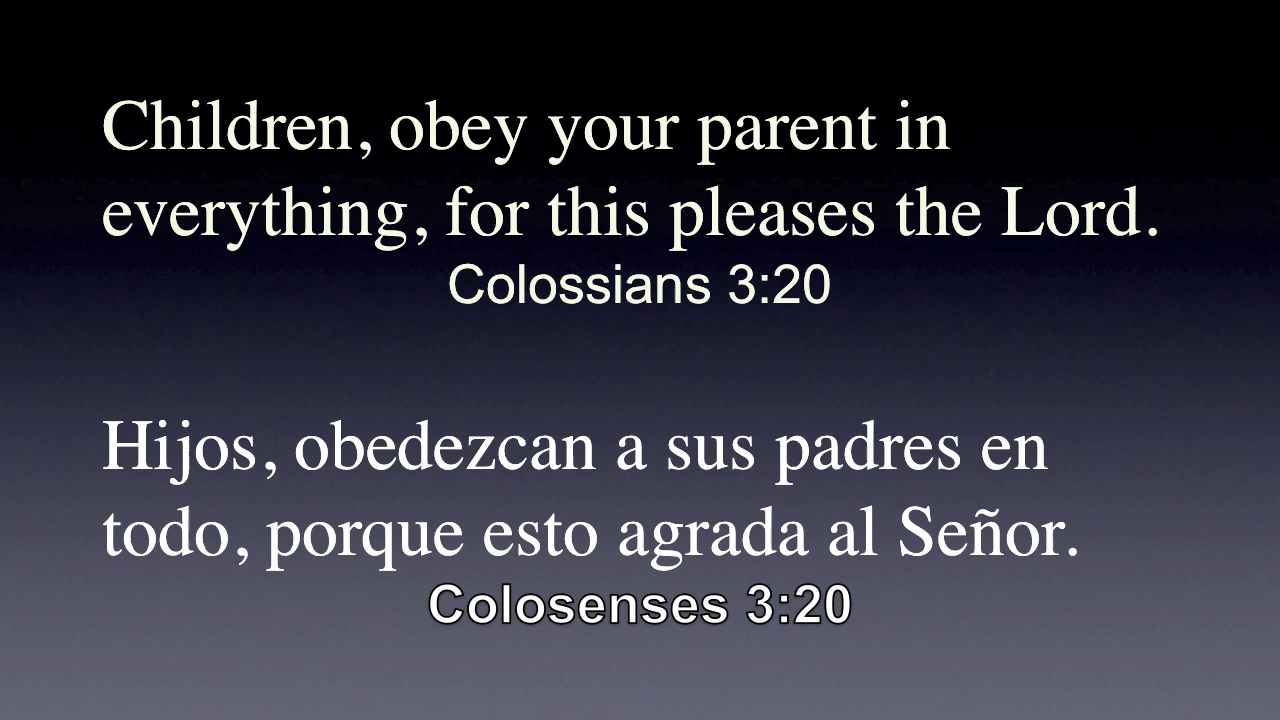 Children, obey your parent in
everything, for this pleases the Lord.
Colossians 3:20
Hijos, obedezcan a sus padres en
todo, porque esto agrada al Señor.
Colosenses 3:20